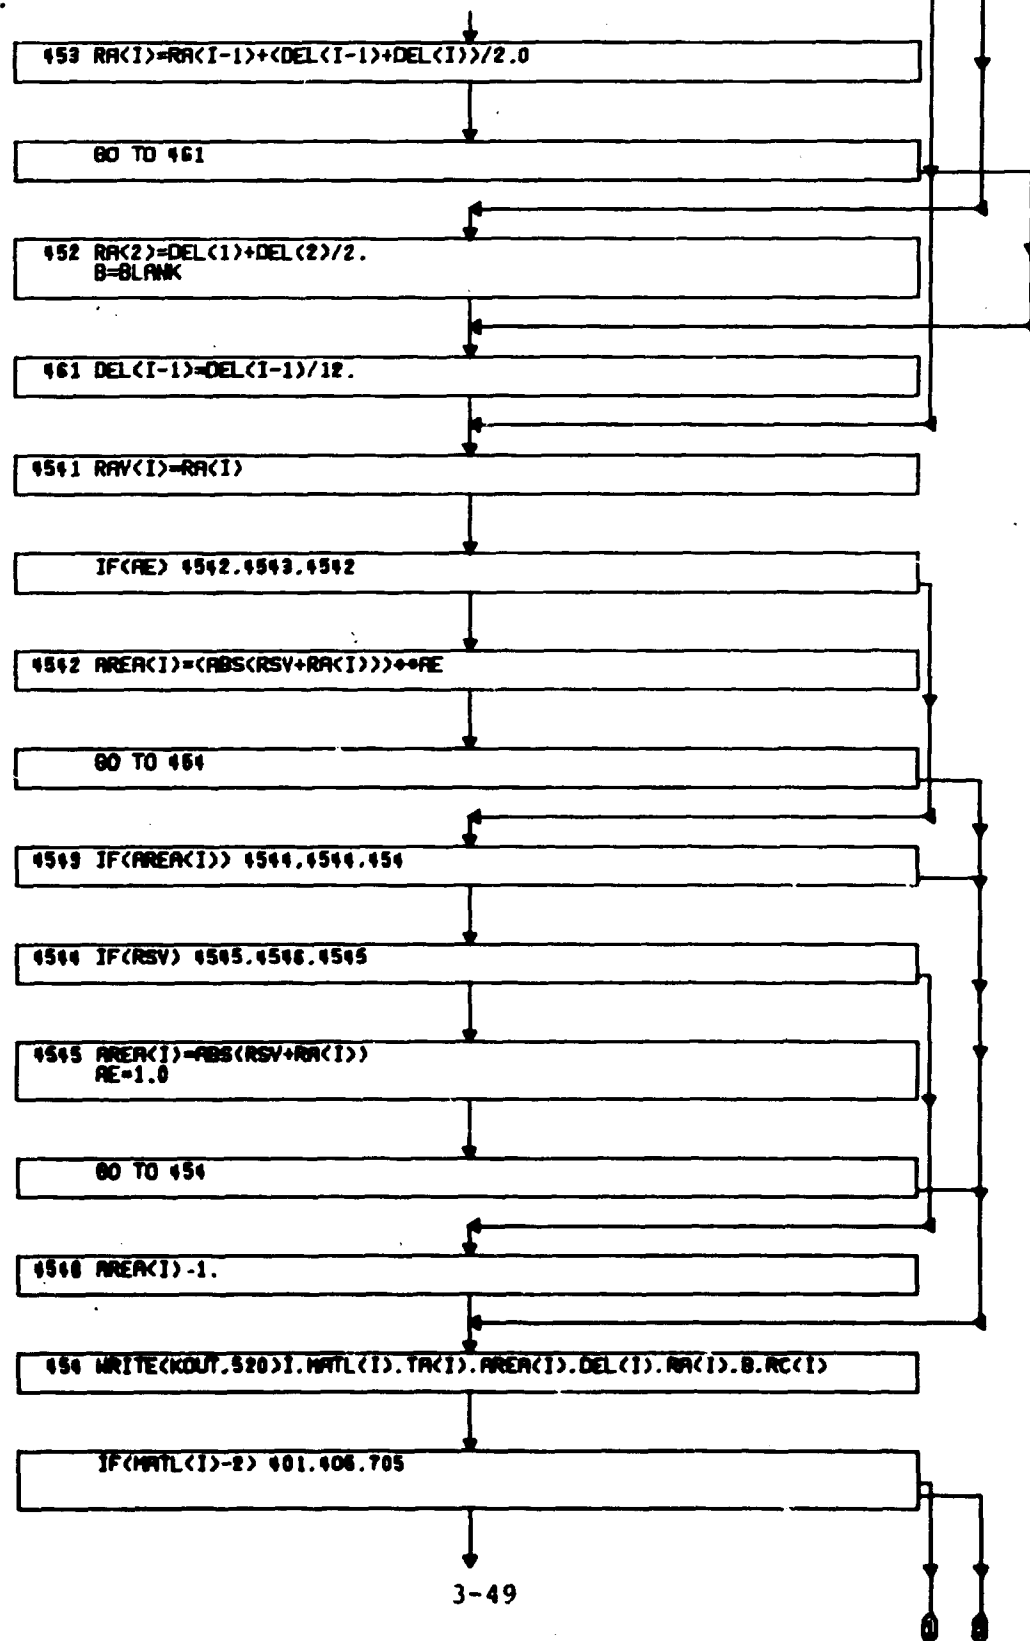 453 RA(I)=RA(I-1)+(DEL(I-1)+DEL(I))/2.0
GO TO 461
452 RA(2)=DEL(1)+DEL(2)/2.
B=BLANK
461 DEL(I-1)=DEL(I-1)/12.
4541 RAV(I)=RA(I)
IF(AE) 4542,4543,4542
4542 AREA(I)=(ABS(RSV+RA(I)))**AE
GO TO 454
4543 IF(AREA(I)) 4544,4544,454
4544 IF(RSV) 4545,4546,4545
4545 AREA(I)=ABS(RSV+RA(I))
AE=1.0
GO TO 454
4546 AREA(I)=1.
454 WRITE(KOUT,520)I,MATL(I),TA(I),AREA(I),DEL(I),RA(I),B,RC(I)
IF(MATL(I)-2) 401,406,705
3-49